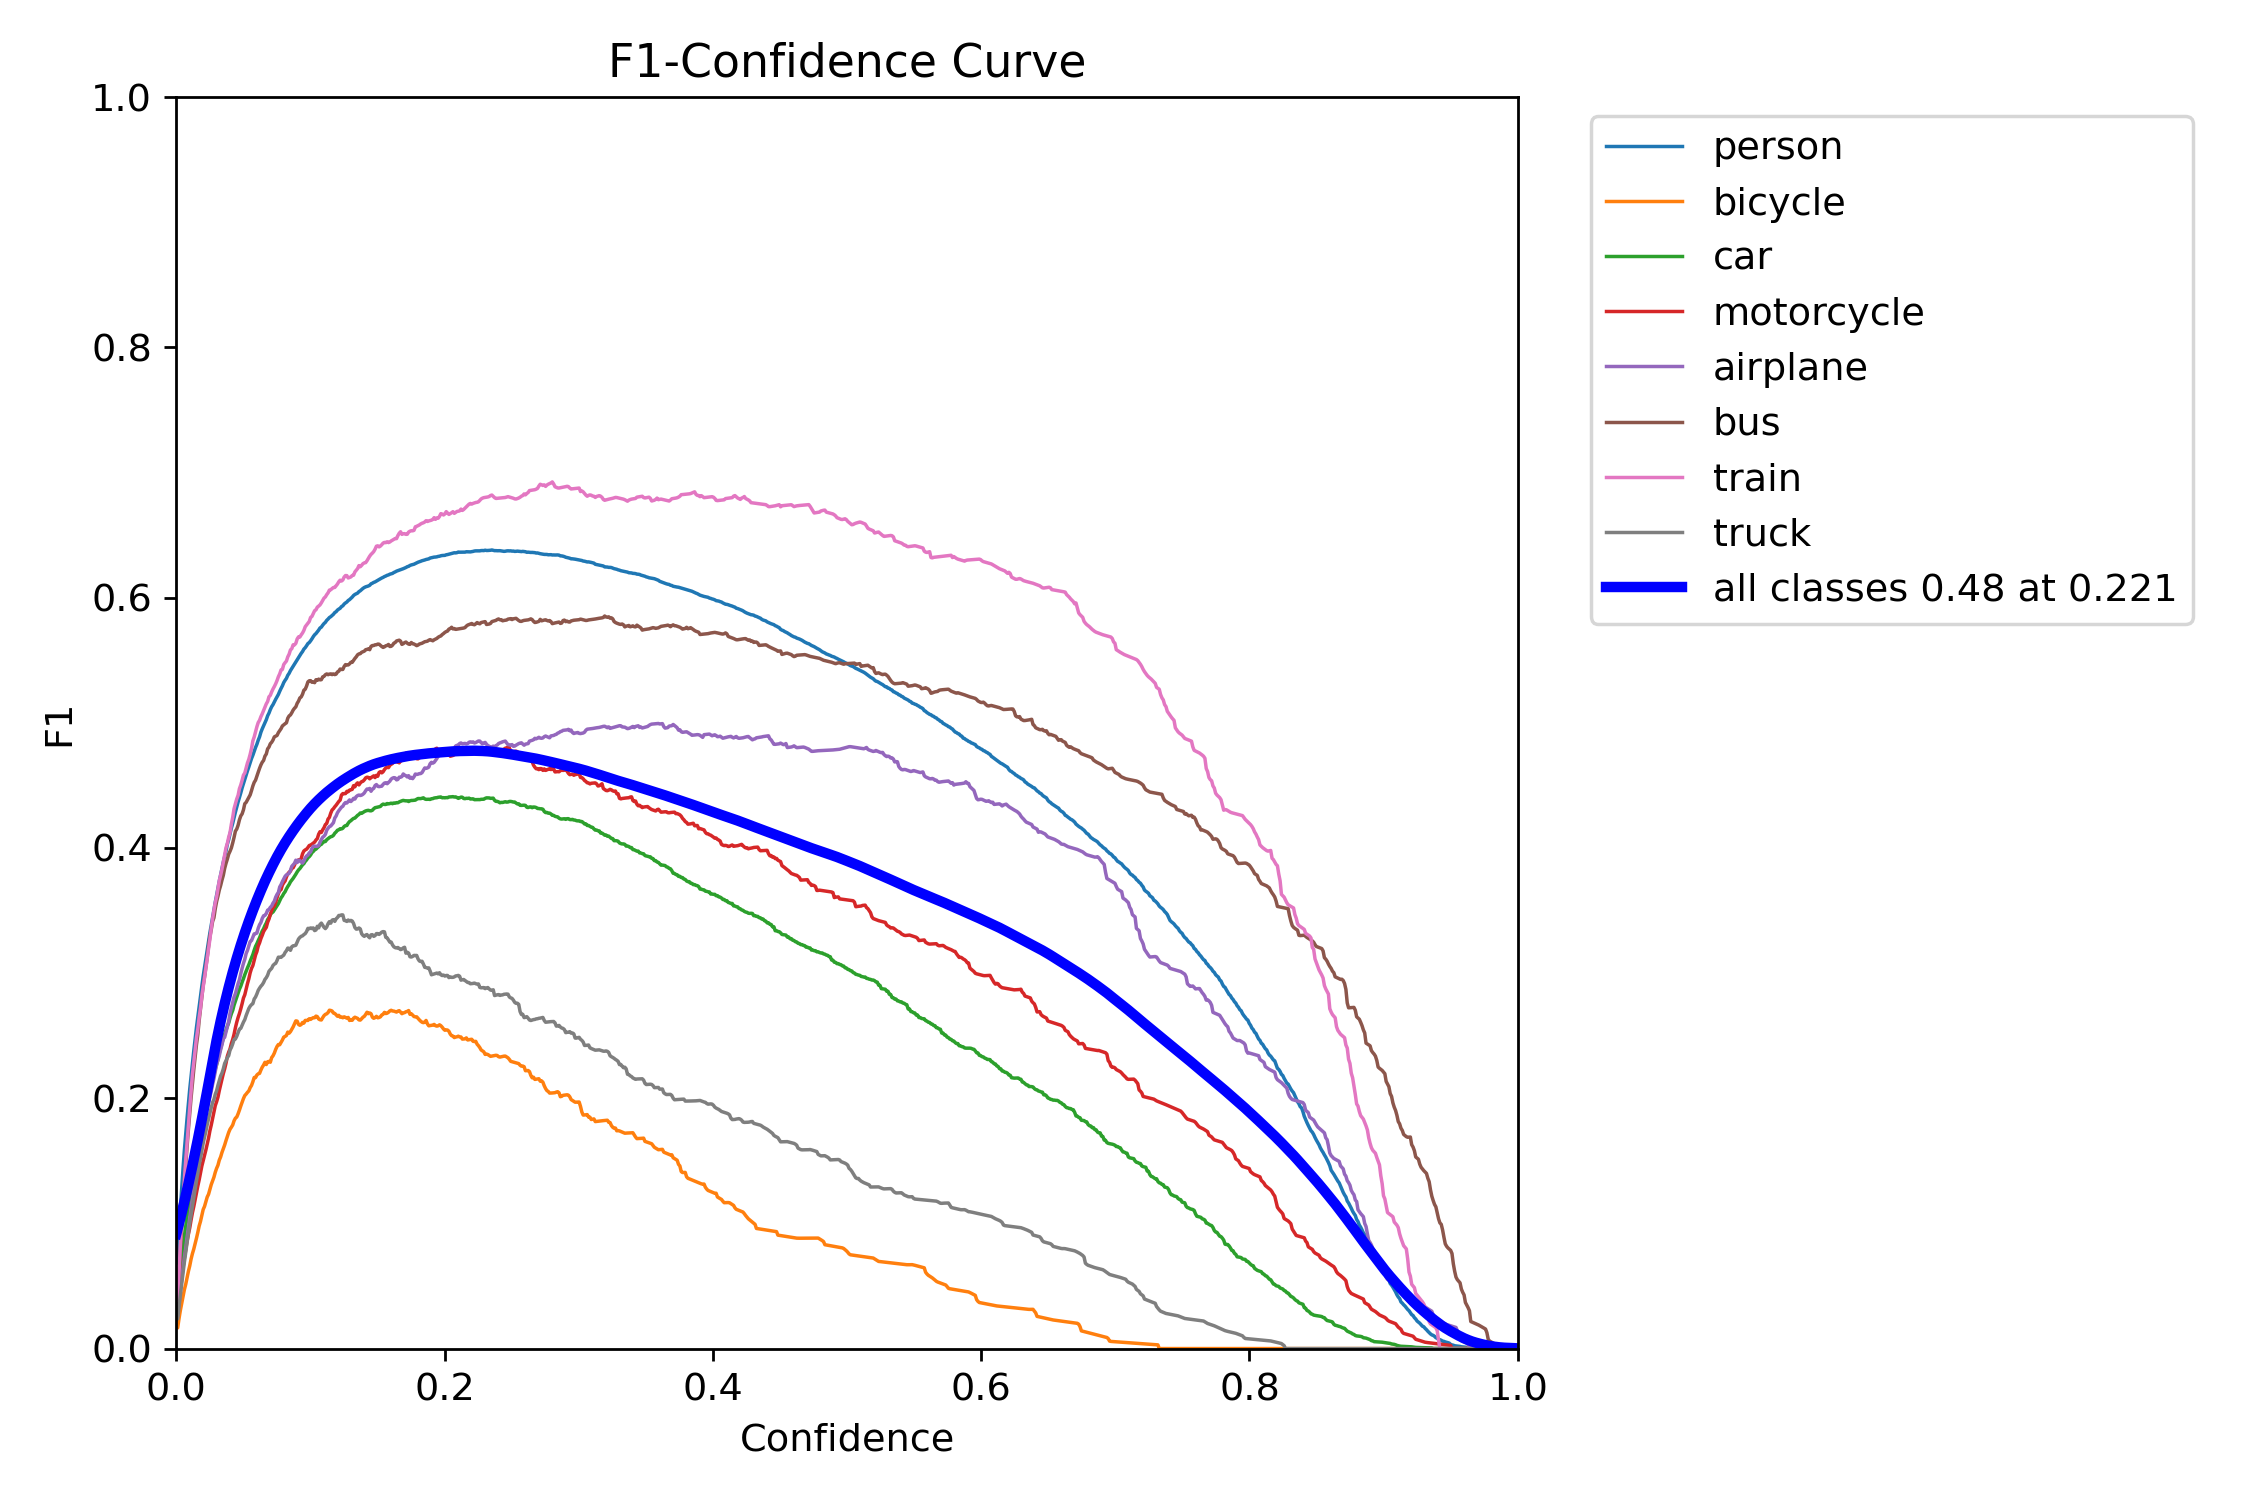 F1-Confidence Curve
1.0
0.8
0.6
0.4
0.2
0.0
F1
0.0 0.2 0.4 0.6 0.8 1.0
Confidence
person
bicycle
car
motorcycle
airplane
bus
train
truck
all classes 0.48 at 0.221